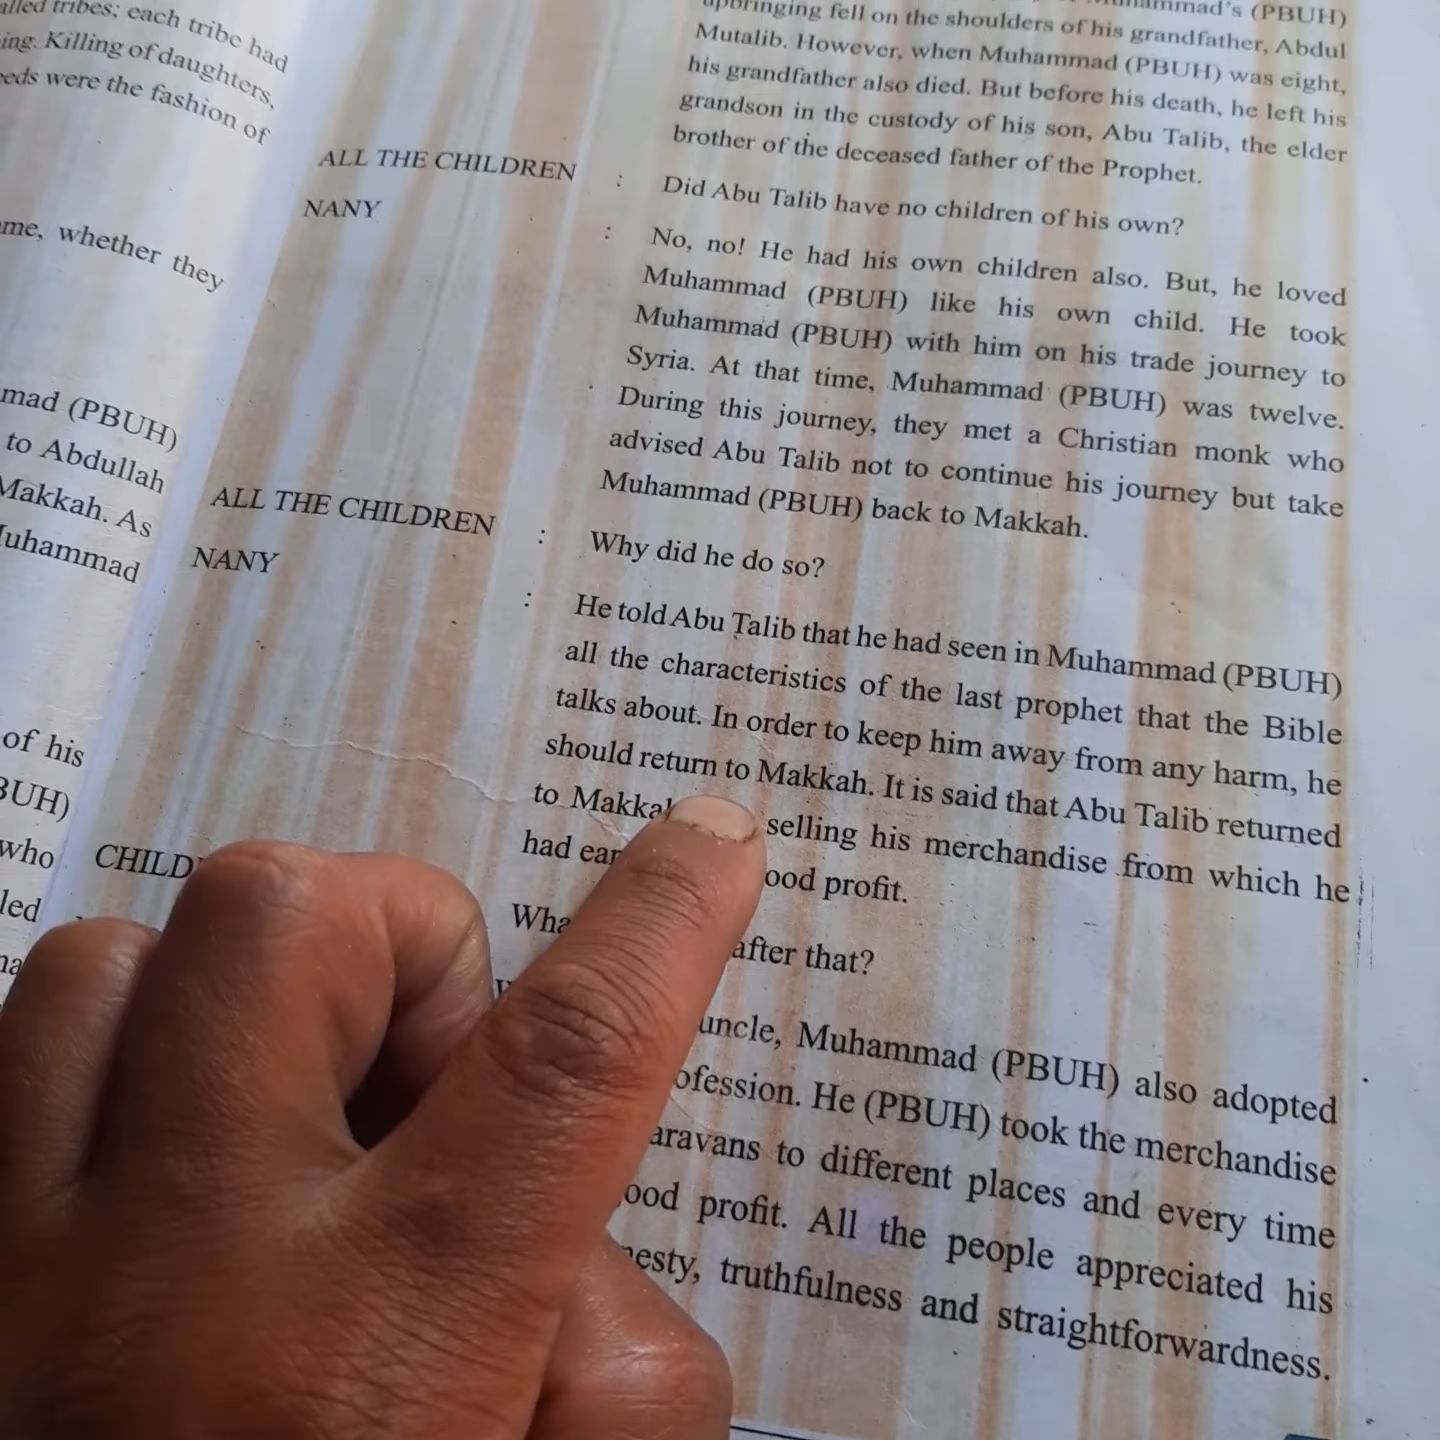 alled tribes; each tribe had
ing. Killing of daughters,
eeds were the fashion of
me, whether they
mad (PBUH)
to Abdullah
Makkah. As
Muhammad
of his
BUH)
who
led
Muhammad's (PBUH)
upbringing fell on the shoulders of his grandfather, Abdul
Mutalib. However, when Muhammad (PBUH) was eight,
his grandfather also died. But before his death, he left his
grandson in the custody of his son, Abu Talib, the elder
brother of the deceased father of the Prophet.
ALL THE CHILDREN : Did Abu Talib have no children of his own?
NANY : No, no! He had his own children also. But, he loved
Muhammad (PBUH) like his own child. He took
Muhammad (PBUH) with him on his trade journey to
Syria. At that time, Muhammad (PBUH) was twelve.
During this journey, they met a Christian monk who
advised Abu Talib not to continue his journey but take
Muhammad (PBUH) back to Makkah.
ALL THE CHILDREN : Why did he do so?
NANY : He told Abu Talib that he had seen in Muhammad (PBUH)
all the characteristics of the last prophet that the Bible
talks about. In order to keep him away from any harm, he
should return to Makkah. It is said that Abu Talib returned
to Makkah selling his merchandise from which he
had ear ood profit.
CHILD Wha after that?
uncle, Muhammad (PBUH) also adopted
ofession. He (PBUH) took the merchandise
aravans to different places and every time
ood profit. All the people appreciated his
nesty, truthfulness and straightforwardness.